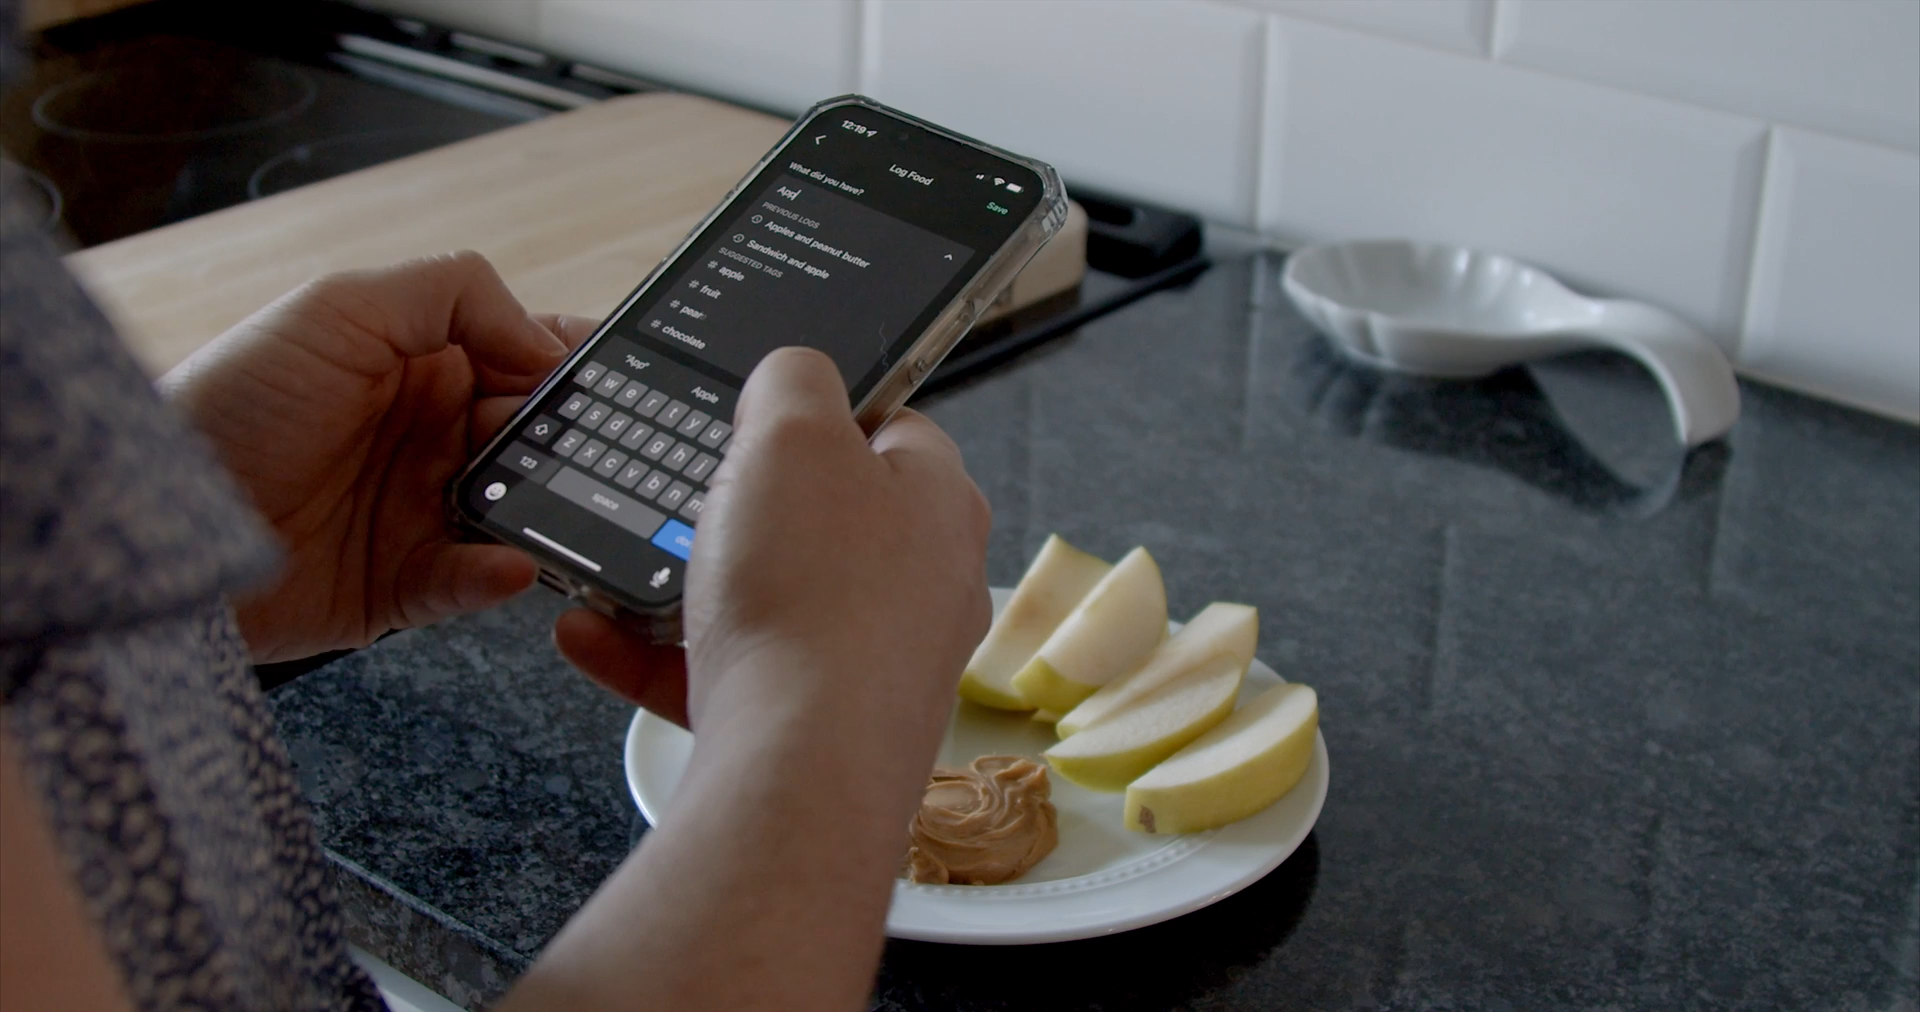 12:19
Log Food
Save
What did you have?
App
PREVIOUS LOGS
Apples and peanut butter
Sandwich and apple
SUGGESTED TAGS
# apple
# fruit
# pear
# chocolate
"App" Apple
q w e r t y u
a s d f g h j
z x c v b n m
123 space